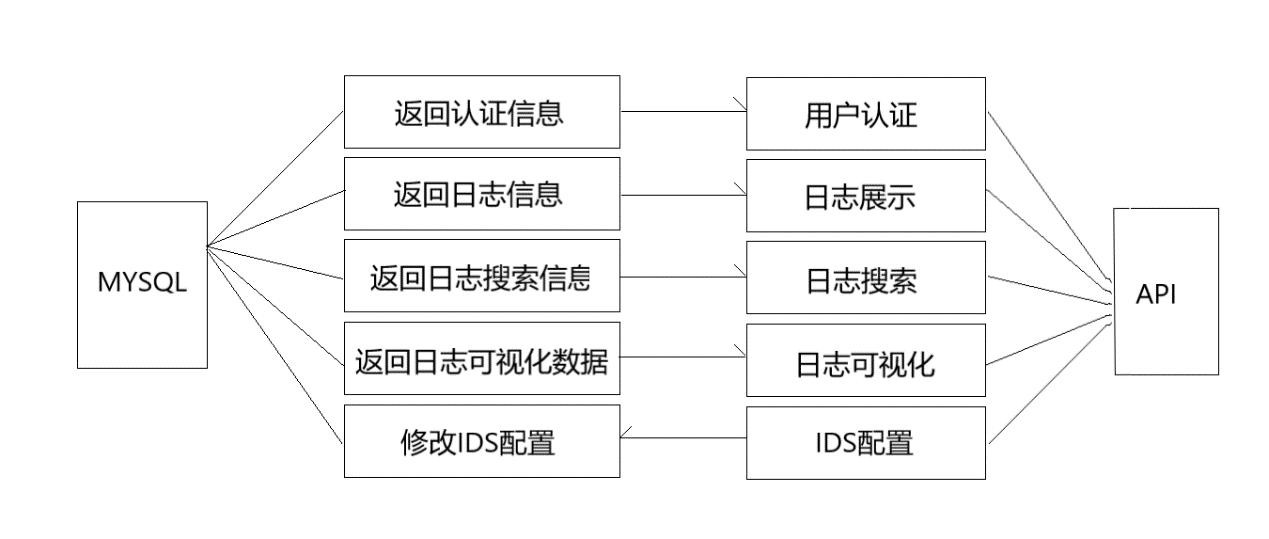 返回认证信息
用户认证
返回日志信息
日志展示
MYSQL
返回日志搜索信息
日志搜索
API
返回日志可视化数据
日志可视化
修改IDS配置
IDS配置